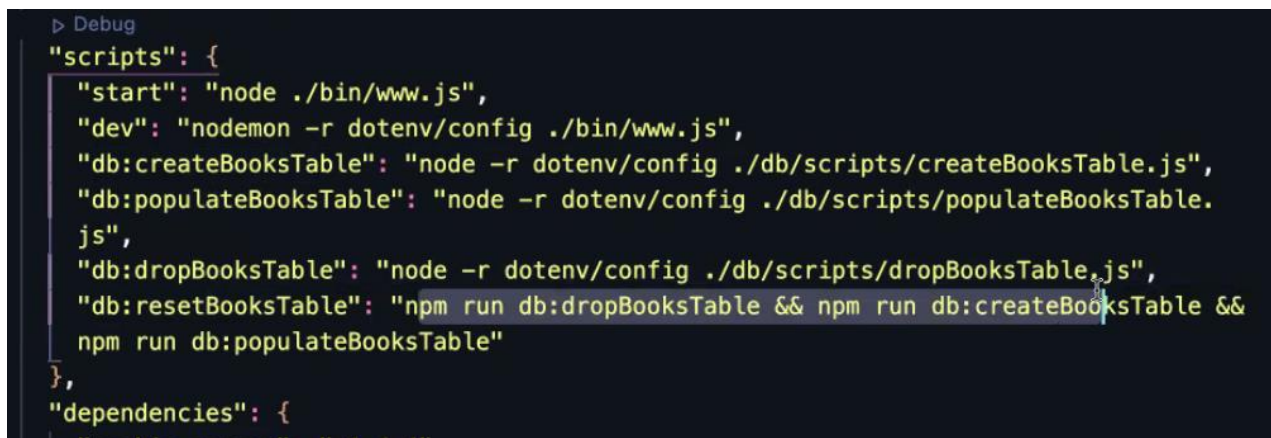 Debug
"scripts": {
"start": "node ./bin/www.js",
"dev": "nodemon -r dotenv/config ./bin/www.js",
"db:createBooksTable": "node -r dotenv/config ./db/scripts/createBooksTable.js",
"db:populateBooksTable": "node -r dotenv/config ./db/scripts/populateBooksTable.
js",
"db:dropBooksTable": "node -r dotenv/config ./db/scripts/dropBooksTable.js",
"db:resetBooksTable": "npm run db:dropBooksTable && npm run db:createBooksTable &&
npm run db:populateBooksTable"
},
"dependencies": {